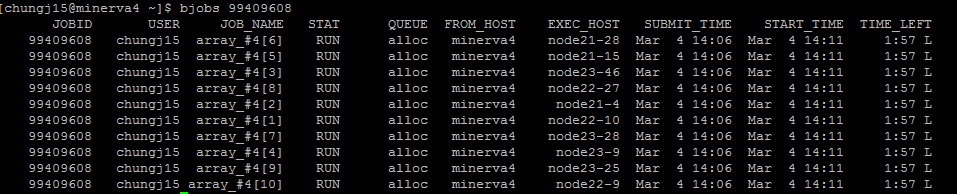 [chungj15@minerva4 ~]$ bjobs 99409608
JOBID USER JOB_NAME STAT QUEUE FROM_HOST EXEC_HOST SUBMIT_TIME START_TIME TIME_LEFT
99409608 chungj15 array_#4[6] RUN alloc minerva4 node21-28 Mar 4 14:06 Mar 4 14:11 1:57 L
99409608 chungj15 array_#4[5] RUN alloc minerva4 node21-15 Mar 4 14:06 Mar 4 14:11 1:57 L
99409608 chungj15 array_#4[3] RUN alloc minerva4 node23-46 Mar 4 14:06 Mar 4 14:11 1:57 L
99409608 chungj15 array_#4[8] RUN alloc minerva4 node22-27 Mar 4 14:06 Mar 4 14:11 1:57 L
99409608 chungj15 array_#4[2] RUN alloc minerva4 node21-4 Mar 4 14:06 Mar 4 14:11 1:57 L
99409608 chungj15 array_#4[1] RUN alloc minerva4 node22-10 Mar 4 14:06 Mar 4 14:11 1:57 L
99409608 chungj15 array_#4[7] RUN alloc minerva4 node23-28 Mar 4 14:06 Mar 4 14:11 1:57 L
99409608 chungj15 array_#4[4] RUN alloc minerva4 node23-9 Mar 4 14:06 Mar 4 14:11 1:57 L
99409608 chungj15 array_#4[9] RUN alloc minerva4 node23-25 Mar 4 14:06 Mar 4 14:11 1:57 L
99409608 chungj15 array_#4[10] RUN alloc minerva4 node22-9 Mar 4 14:06 Mar 4 14:11 1:57 L